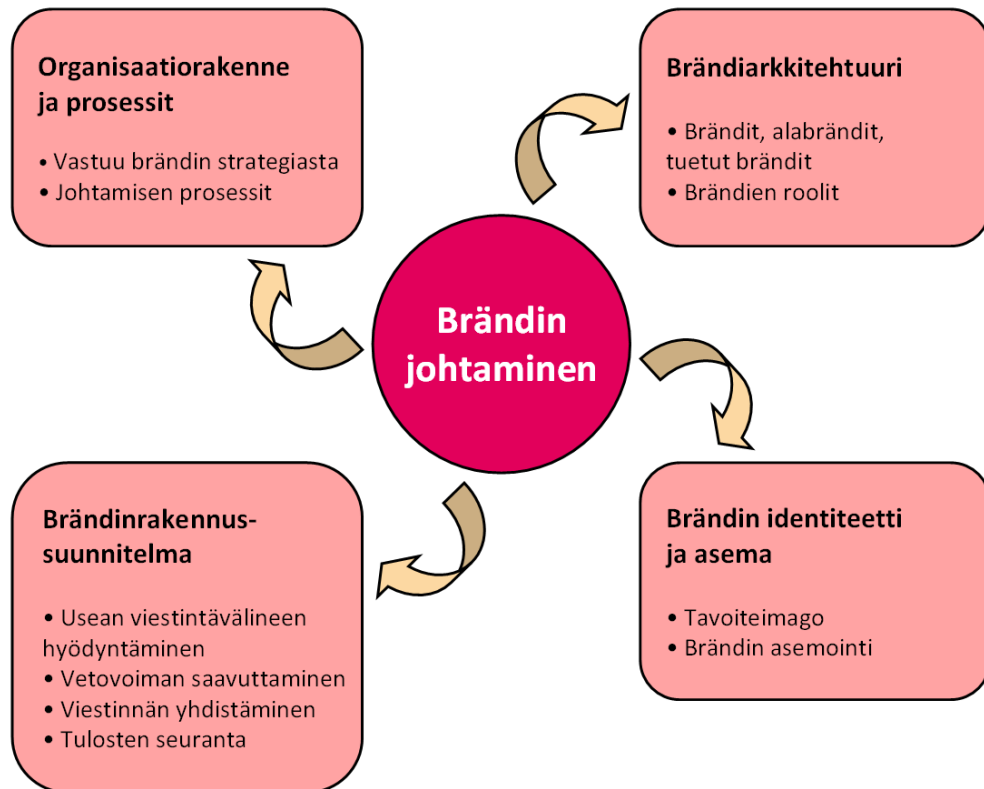 Organisaatiorakenne
ja prosessit
• Vastuu brändin strategiasta
• Johtamisen prosessit
Brändiarkkitehtuuri
• Brändit, alabrändit,
tuetut brändit
• Brändien roolit
Brändin
johtaminen
Brändinrakennus-
suunnitelma
• Usean viestintävälineen
hyödyntäminen
• Vetovoiman saavuttaminen
• Viestinnän yhdistäminen
• Tulosten seuranta
Brändin identiteetti
ja asema
• Tavoiteimago
• Brändin asemointi